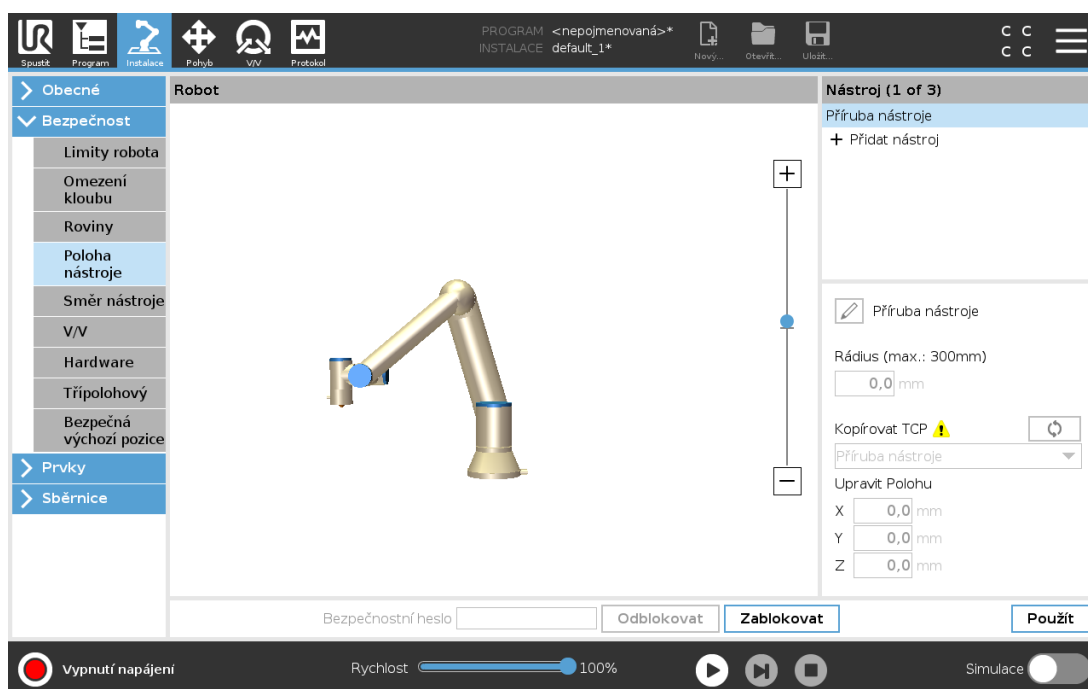 PROGRAM <nepojmenovaná>*
INSTALACE default_1*
Spustit
Program
Instalace
Pohyb
V/V
Protokol
Nový...
Otevřít...
Uložit...
C C
C C
Obecné
Bezpečnost
Limity robota
Omezení
kloubu
Roviny
Poloha
nástroje
Směr nástroje
V/V
Hardware
Třípolohový
Bezpečná
výchozí pozice
Prvky
Sběrnice
Robot
Nástroj (1 of 3)
Příruba nástroje
Přidat nástroj
Příruba nástroje
Rádius (max.: 300mm)
0,0 mm
Kopírovat TCP
Příruba nástroje
Upravit Polohu
X 0,0 mm
Y 0,0 mm
Z 0,0 mm
Bezpečnostní heslo
Odblokovat
Zablokovat
Použít
Vypnutí napájení
Rychlost
100%
Simulace